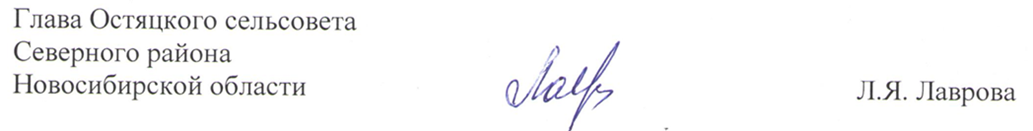 Глава Остяцкого сельсовета
Северного района
Новосибирской области Л.Я. Лаврова